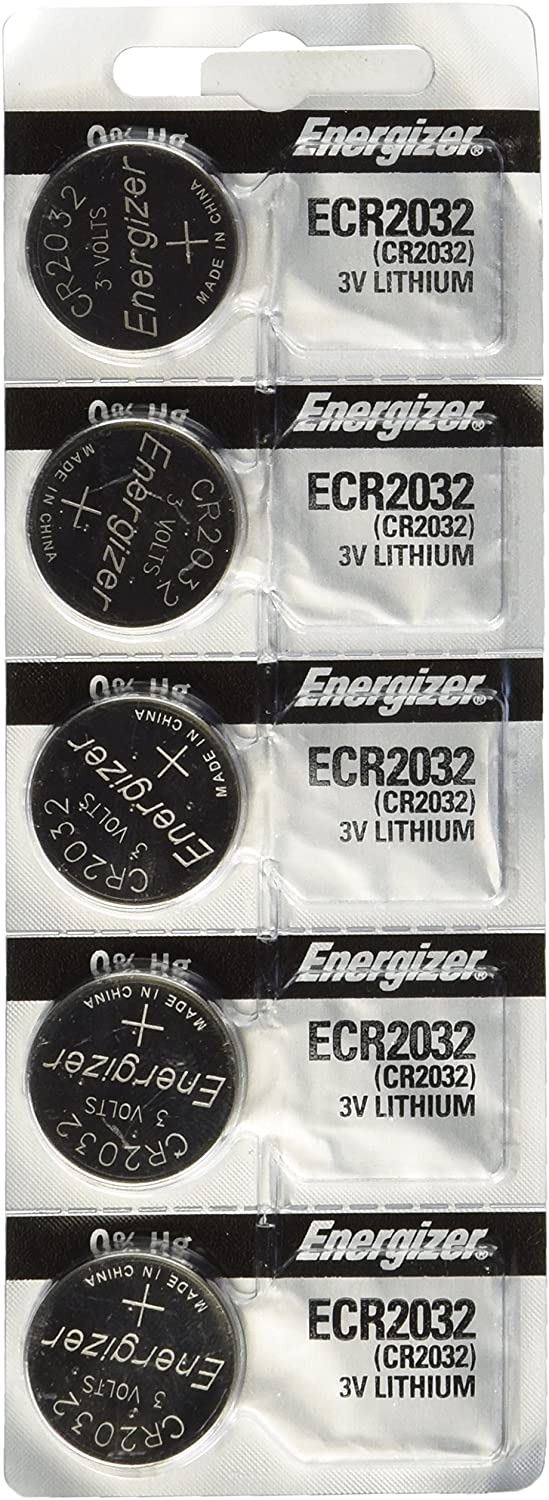 0% Hg
Energizer®
ECR2032
(CR2032)
3V LITHIUM
CR2032
3 VOLTS
Energizer
+
MADE IN CHINA
0% Hg
Energizer®
ECR2032
(CR2032)
3V LITHIUM
CR2032
3 VOLTS
Energizer
+
MADE IN CHINA
0% Hg
Energizer®
ECR2032
(CR2032)
3V LITHIUM
CR2032
3 VOLTS
Energizer
+
MADE IN CHINA
0% Hg
Energizer®
ECR2032
(CR2032)
3V LITHIUM
CR2032
3 VOLTS
Energizer
+
MADE IN CHINA
0% Hg
Energizer®
ECR2032
(CR2032)
3V LITHIUM
CR2032
3 VOLTS
Energizer
+
MADE IN CHINA